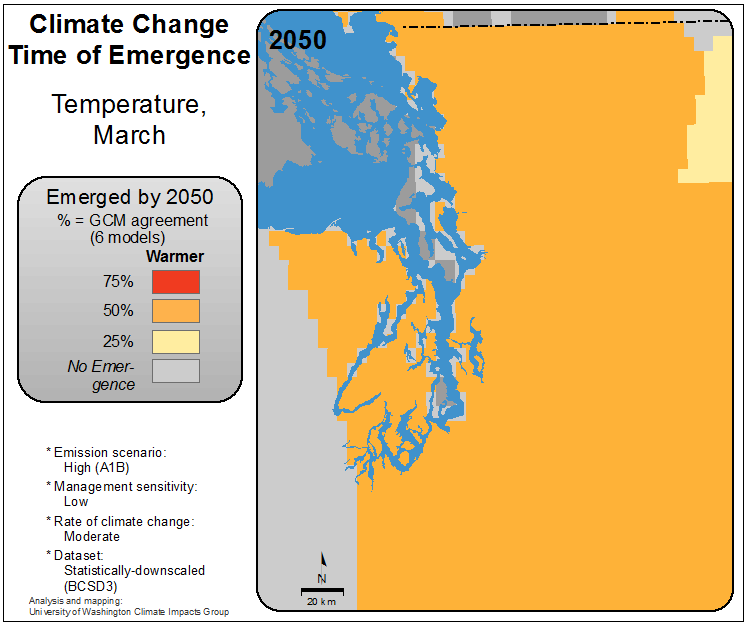 Climate Change
Time of Emergence
Temperature,
March
Emerged by 2050
% = GCM agreement
(6 models)
Warmer
75%
50%
25%
No Emer-
gence
* Emission scenario:
High (A1B)
* Management sensitivity:
Low
* Rate of climate change:
Moderate
* Dataset:
Statistically-downscaled
(BCSD3)
Analysis and mapping:
University of Washington Climate Impacts Group
2050
N
20 km